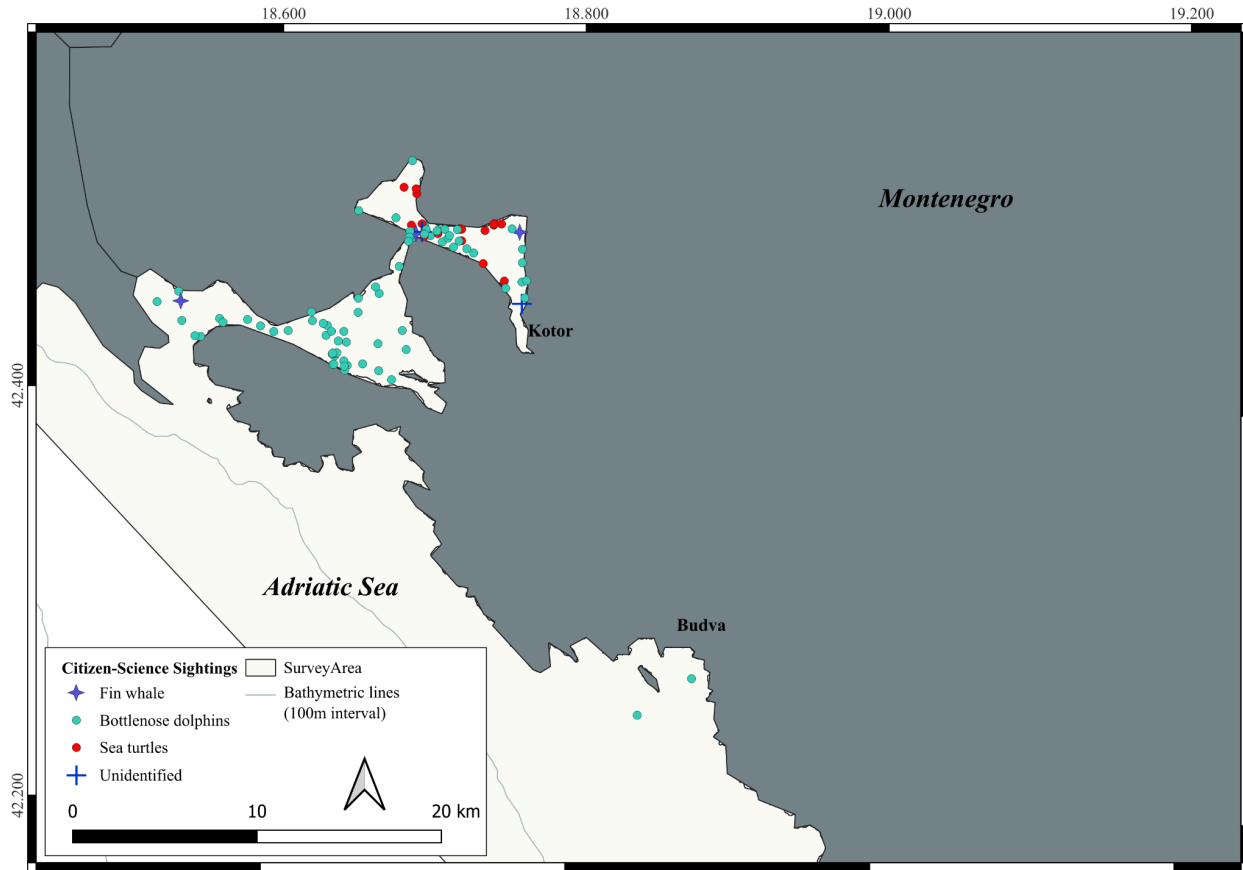 18.600 18.800 19.000 19.200
Montenegro
Kotor
42.400
Adriatic Sea
Budva
Citizen-Science Sightings
Fin whale
Bottlenose dolphins
Sea turtles
Unidentified
SurveyArea
Bathymetric lines
(100m interval)
0 10 20 km
42.200